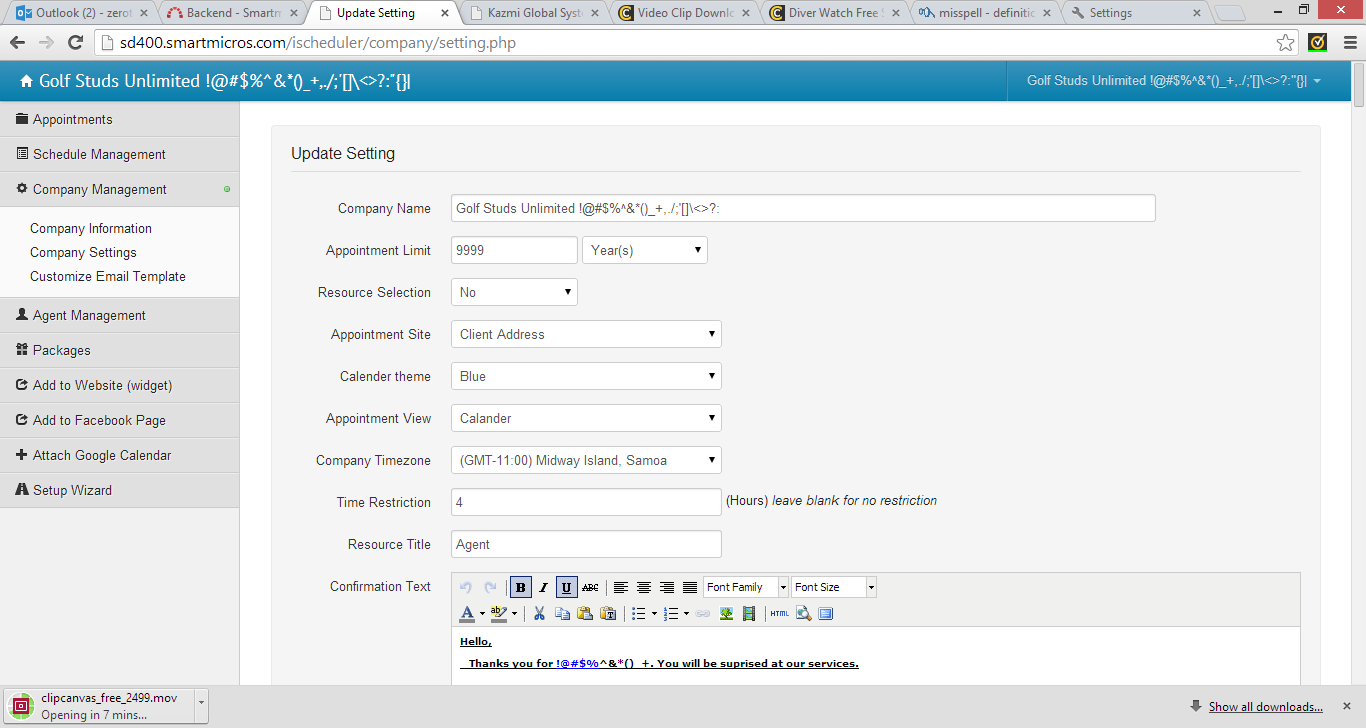 Outlook (2) - zerot
Backend - Smartm
Update Setting
Kazmi Global Syst
Video Clip Downlo
Diver Watch Free S
misspell - definitic
Settings
sd400.smartmicros.com/ischeduler/company/setting.php
Golf Studs Unlimited !@#$%^&*()_+,./;'[]\<>?:"{}|
Golf Studs Unlimited !@#$%^&*()_+,./;'[]\<>?:"{}|
Appointments
Schedule Management
Company Management
Company Information
Company Settings
Customize Email Template
Agent Management
Packages
Add to Website (widget)
Add to Facebook Page
Attach Google Calendar
Setup Wizard
Update Setting
Company Name Golf Studs Unlimited !@#$%^&*()_+,./;'[]\<>?:
Appointment Limit 9999 Year(s)
Resource Selection No
Appointment Site Client Address
Calender theme Blue
Appointment View Calander
Company Timezone (GMT-11:00) Midway Island, Samoa
Time Restriction 4 (Hours) leave blank for no restriction
Resource Title Agent
Confirmation Text
B I U ABC Font Family Font Size
A ab HTML
Hello,
Thanks you for !@#$%^&*()_+. You will be suprised at our services.
clipcanvas_free_2499.mov
Opening in 7 mins...
Show all downloads...